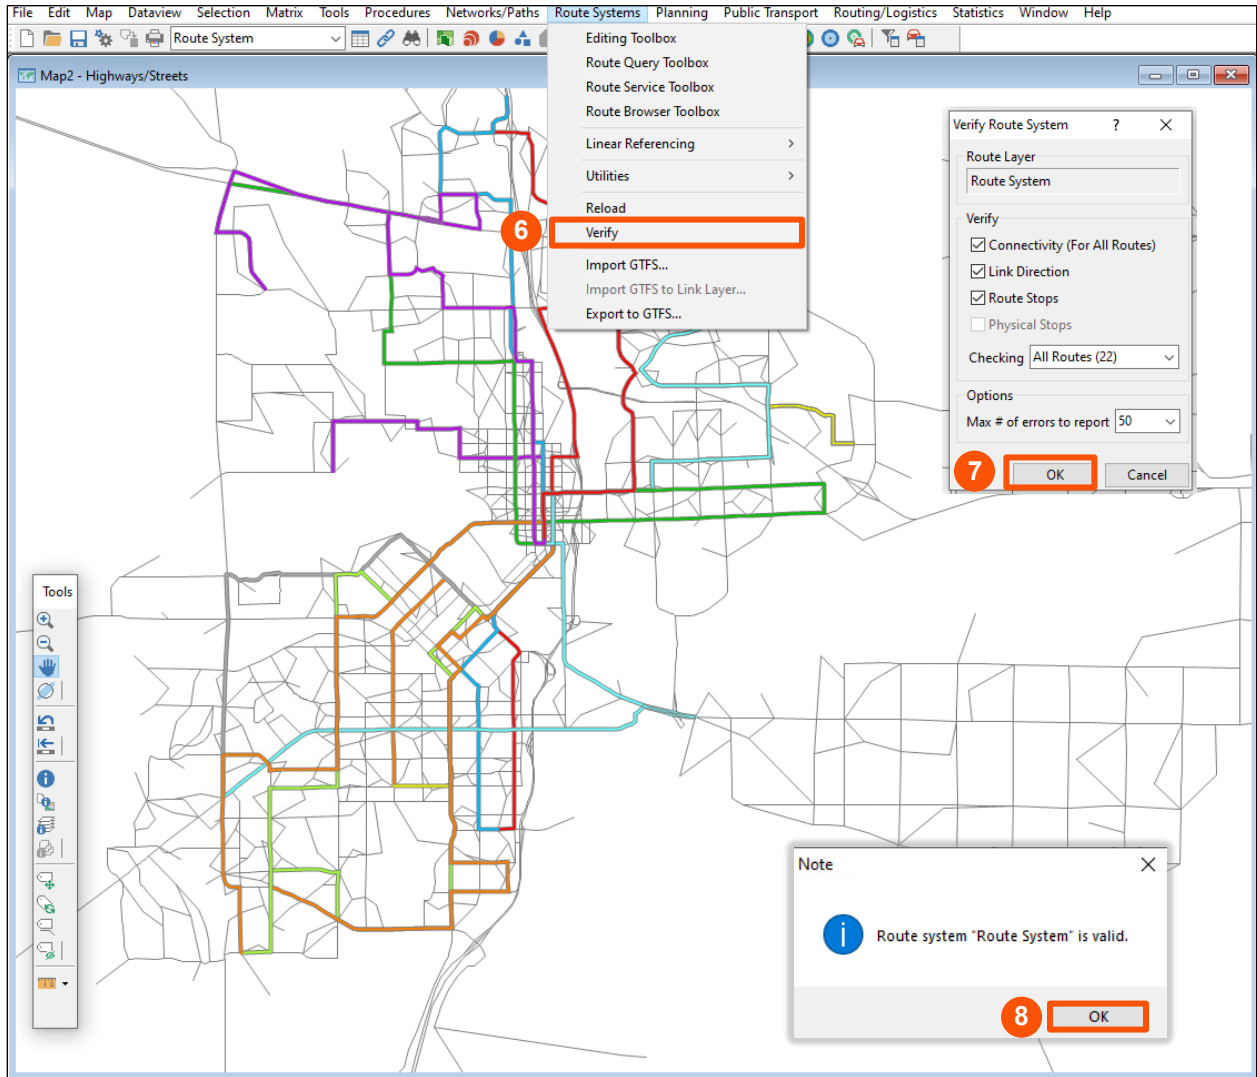 File Edit Map Dataview Selection Matrix Tools Procedures Networks/Paths Route Systems Planning Public Transport Routing/Logistics Statistics Window Help
Route System
Map2 - Highways/Streets
Editing Toolbox
Route Query Toolbox
Route Service Toolbox
Route Browser Toolbox
Linear Referencing
Utilities
Reload
6 Verify
Import GTFS...
Import GTFS to Link Layer...
Export to GTFS...
Verify Route System ?
Route Layer
Route System
Verify
Connectivity (For All Routes)
Link Direction
Route Stops
Physical Stops
Checking All Routes (22)
Options
Max # of errors to report 50
7 OK Cancel
Tools
Note
Route system "Route System" is valid.
8 OK